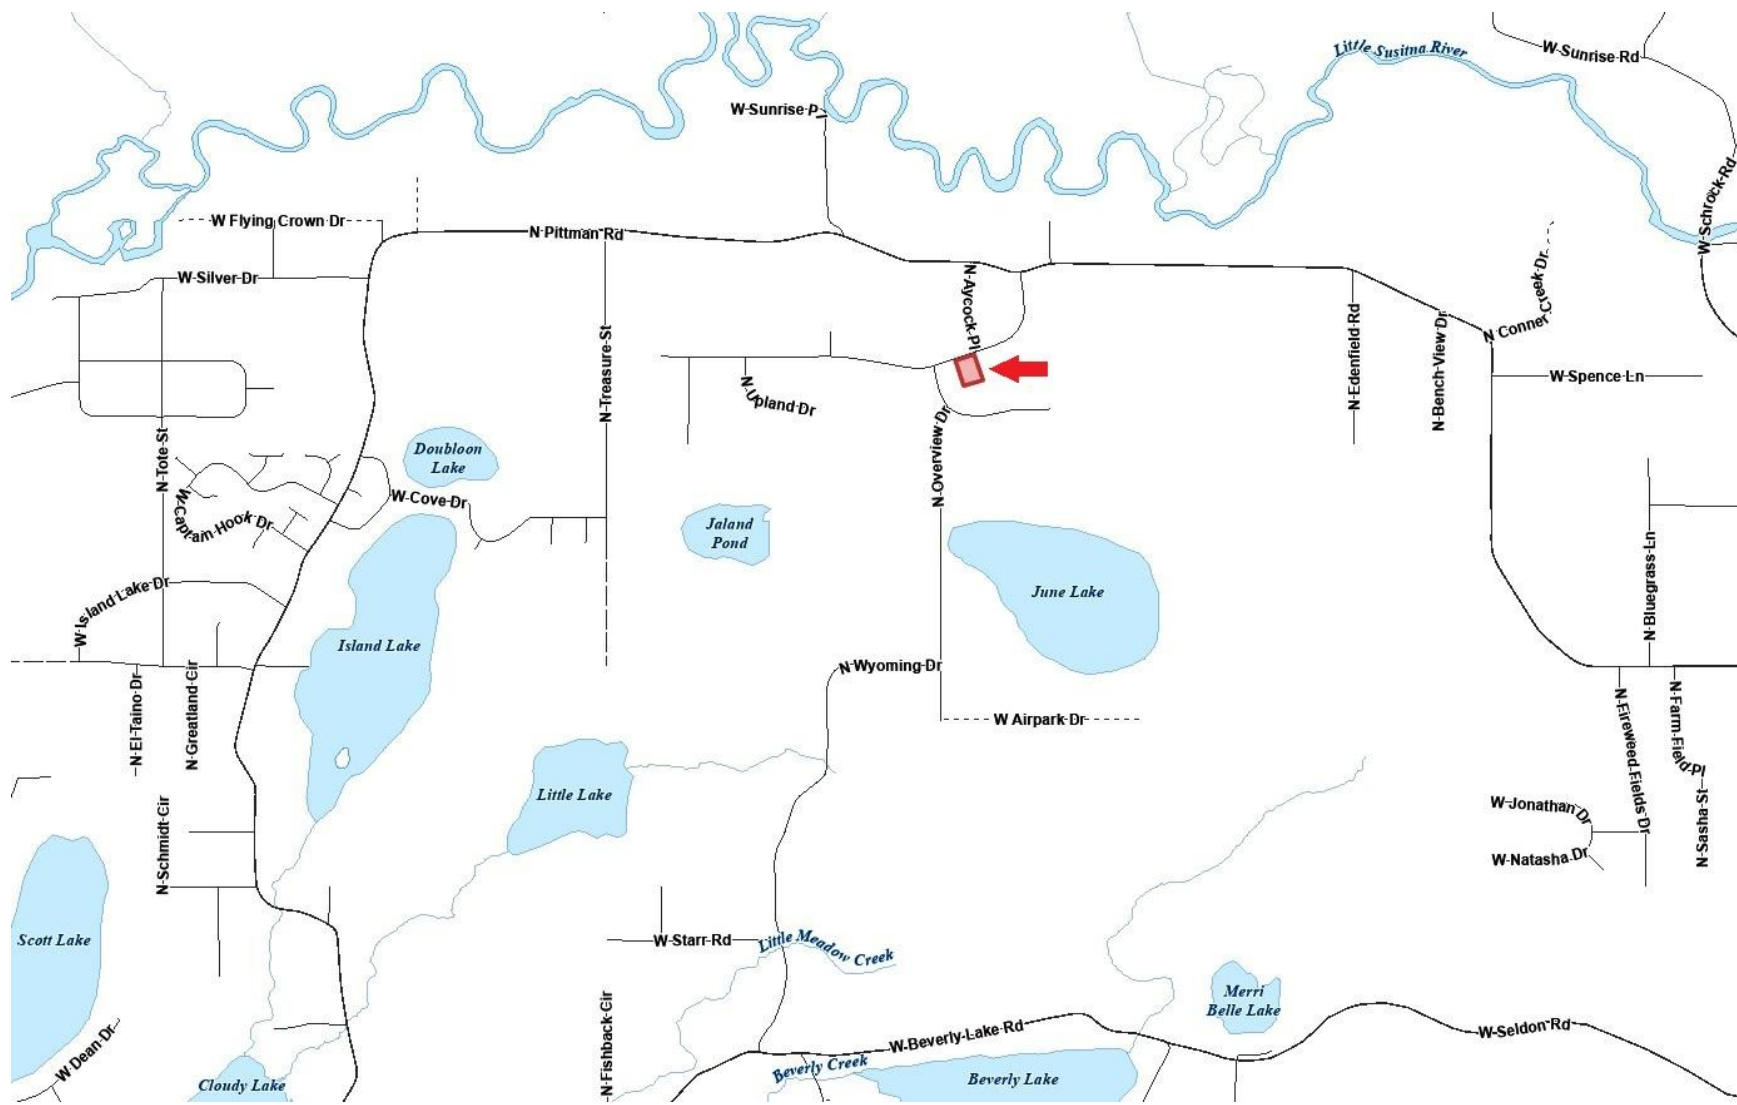 Little Susitna River
W Sunrise Rd
W Sunrise Pl
W Schrock Rd
W Flying Crown Dr
N Pittman Rd
W Silver Dr
N Aycock Pl
N Conner Creek Dr
N Treasure St
N Edenfield Rd
N Bench View Dr
W Spence Ln
N Upland Dr
N Tote St
Doubloon
Lake
N Overview Dr
W Captain Hook Dr
W Cove Dr
Jaland
Pond
June Lake
N Bluegrass Ln
W Island Lake Dr
Island Lake
N Wyoming Dr
N El Taino Dr
N Greatland Cir
W Airpark Dr
N Fireweed Fields Dr
N Farm Field Pl
Little Lake
N Schmidt Cir
W Jonathan Dr
N Sasha St
W Natasha Dr
Scott Lake
W Starr Rd
Little Meadow Creek
Merri
Belle Lake
N Fishback Cir
W Beverly Lake Rd
W Seldon Rd
W Dean Dr
Cloudy Lake
Beverly Creek
Beverly Lake